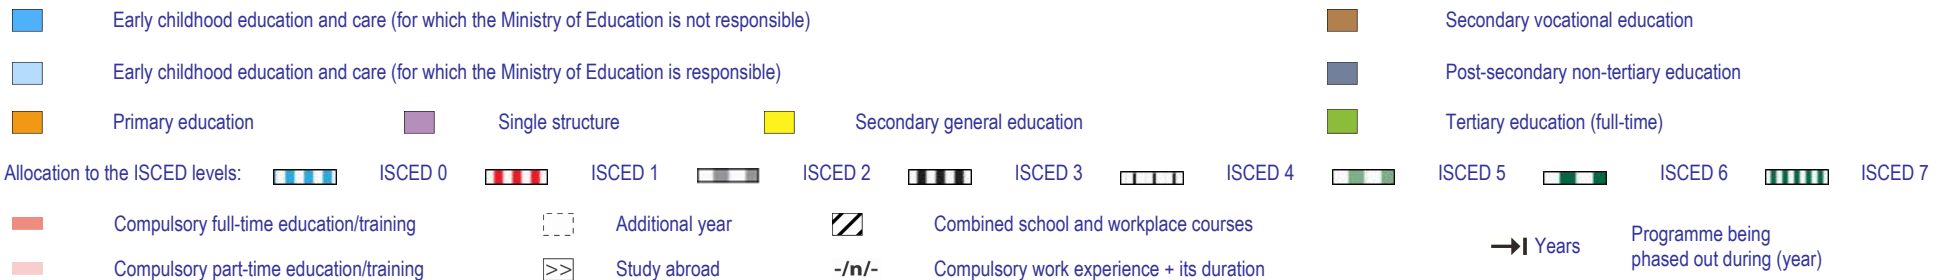 Early childhood education and care (for which the Ministry of Education is not responsible) Secondary vocational education
Early childhood education and care (for which the Ministry of Education is responsible) Post-secondary non-tertiary education
Primary education Single structure Secondary general education Tertiary education (full-time)
Allocation to the ISCED levels: ISCED 0 ISCED 1 ISCED 2 ISCED 3 ISCED 4 ISCED 5 ISCED 6 ISCED 7
Compulsory full-time education/training Additional year Combined school and workplace courses
Years Programme being
phased out during (year)
Compulsory part-time education/training >> Study abroad -/n/- Compulsory work experience + its duration